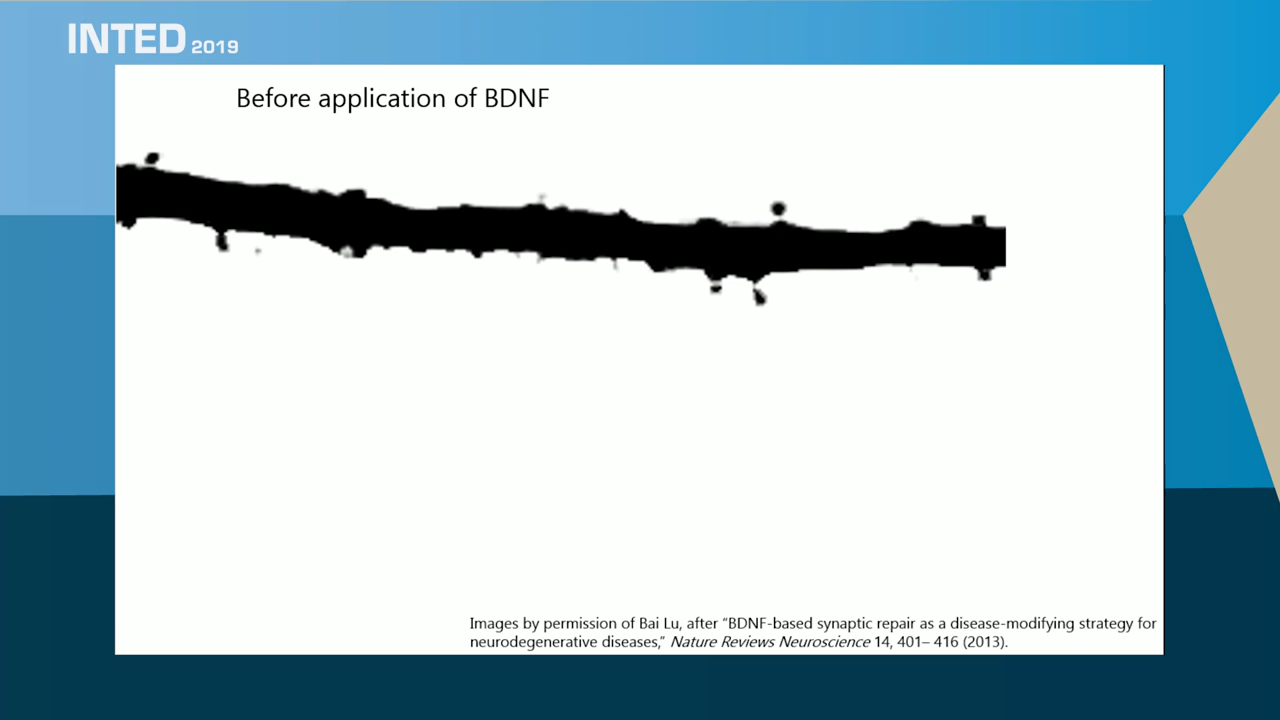 INTED 2019
Before application of BDNF
Images by permission of Bai Lu, after “BDNF-based synaptic repair as a disease-modifying strategy for
neurodegenerative diseases,” Nature Reviews Neuroscience 14, 401– 416 (2013).